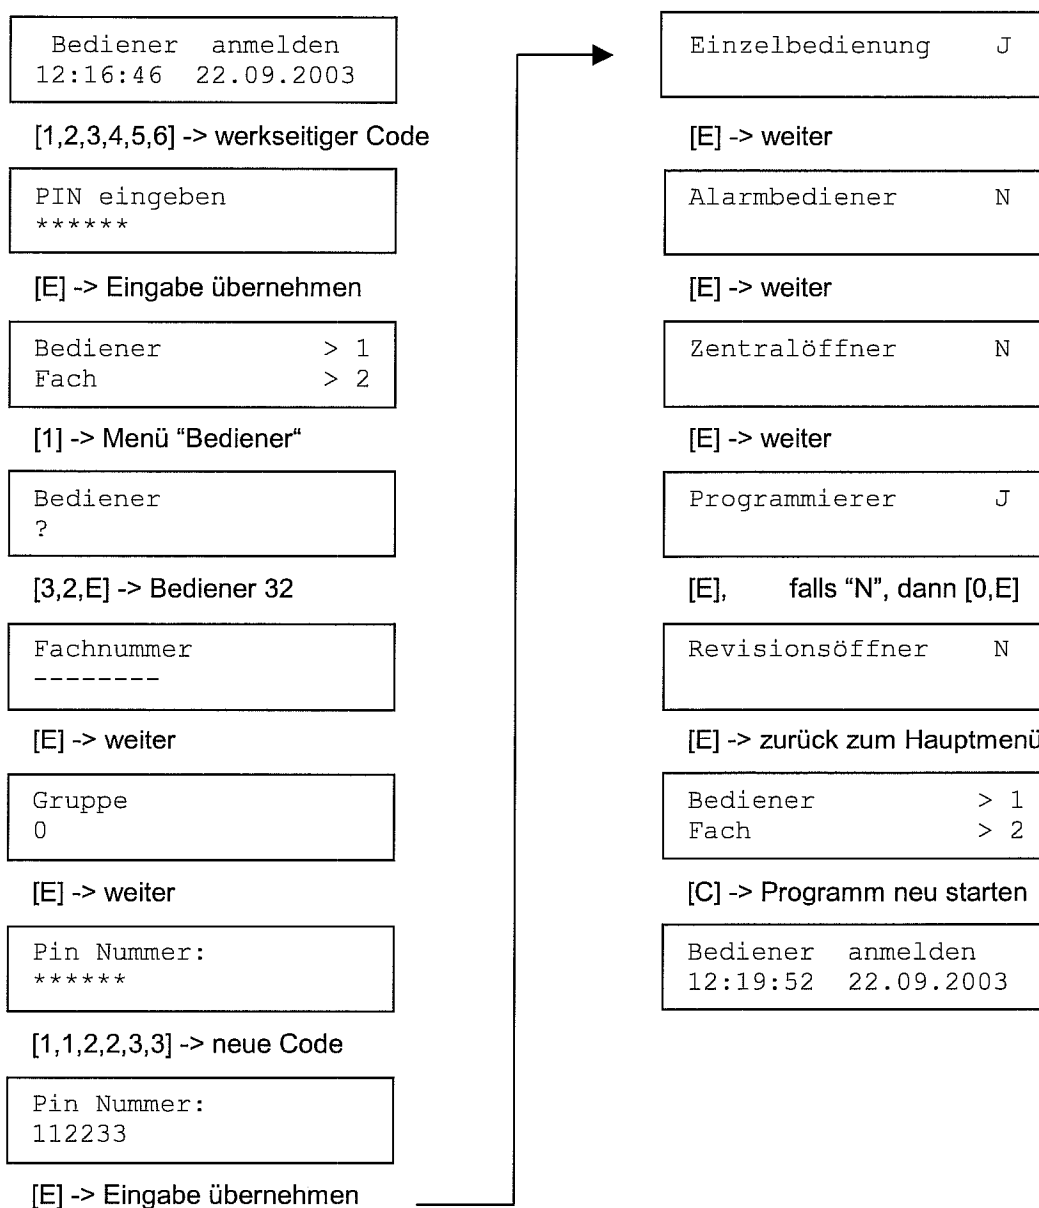 Bediener anmelden
12:16:46 22.09.2003
[1,2,3,4,5,6] -> werkseitiger Code
PIN eingeben
******
[E] -> Eingabe übernehmen
Bediener > 1
Fach > 2
[1] -> Menü “Bediener“
Bediener
?
[3,2,E] -> Bediener 32
Fachnummer
--------
[E] -> weiter
Gruppe
0
[E] -> weiter
Pin Nummer:
******
[1,1,2,2,3,3] -> neue Code
Pin Nummer:
112233
[E] -> Eingabe übernehmen
Einzelbedienung J
[E] -> weiter
Alarmbediener N
[E] -> weiter
Zentralöffner N
[E] -> weiter
Programmierer J
[E], falls “N”, dann [0,E]
Revisionsöffner N
[E] -> zurück zum Hauptmenü
Bediener > 1
Fach > 2
[C] -> Programm neu starten
Bediener anmelden
12:19:52 22.09.2003